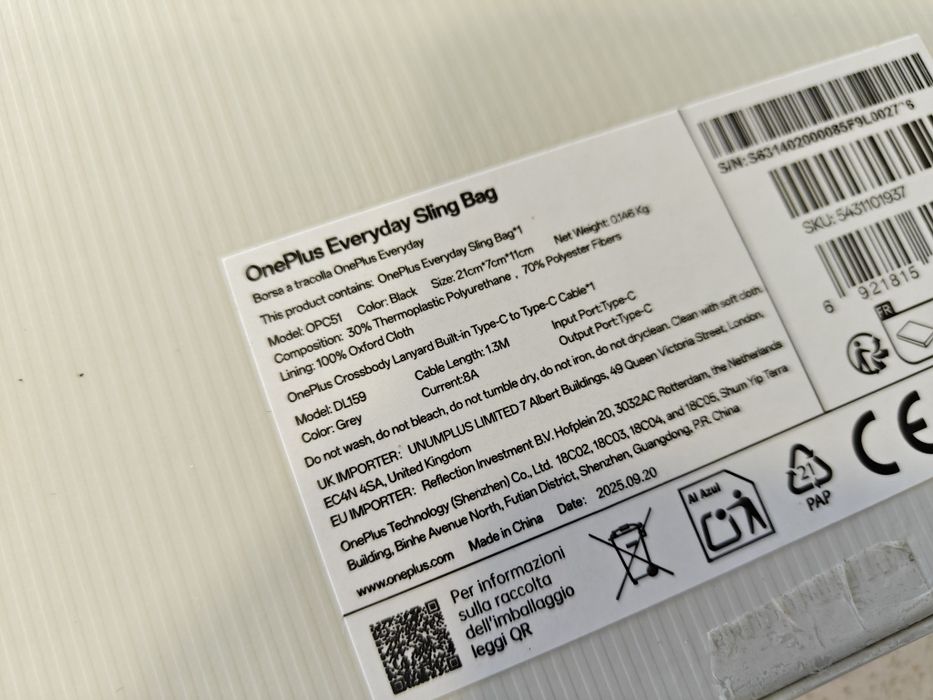 OnePlus Everyday Sling Bag
Borsa a tracolla OnePlus Everyday
This product contains: OnePlus Everyday Sling Bag*1
Model: OPC51 Color: Black Size: 21cm*7cm*11cm Net Weight: 0.146 Kg
Composition: 30% Thermoplastic Polyurethane , 70% Polyester Fibers
Lining: 100% Oxford Cloth
OnePlus Crossbody Lanyard Built-in Type-C to Type-C Cable*1
Model: DL159 Cable Length: 1.3M Input Port:Type-C
Color: Grey Current:8A Output Port:Type-C
Do not wash, do not bleach, do not tumble dry, do not iron, do not dryclean. Clean with soft cloth.
UK IMPORTER: UNUMPLUS LIMITED 7 Albert Buildings, 49 Queen Victoria Street, London,
EC4N 4SA, United Kingdom
EU IMPORTER: Reflection Investment B.V. Hofplein 20, 3032AC Rotterdam, the Netherlands
OnePlus Technology (Shenzhen) Co., Ltd. 18C02, 18C03, 18C04, and 18C05, Shum Yip Terra
Building, Binhe Avenue North, Futian District, Shenzhen, Guangdong, P.R. China
www.oneplus.com Made in China Date: 2025.09.20
S/N:
SKU: 5431101937
6 921815
FR
Per informazioni
sulla raccolta
dell'imballaggio
leggi QR
Al Azul
21
PAP
CE